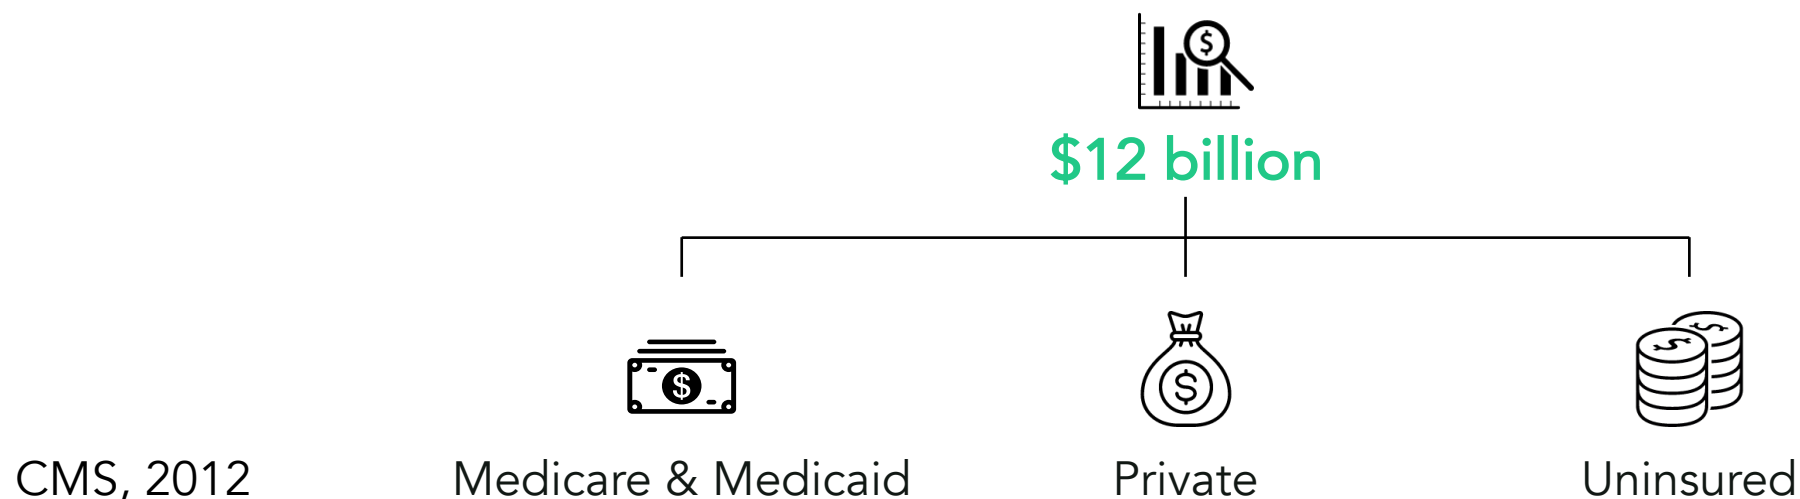 $12 billion
CMS, 2012
Medicare & Medicaid
Private
Uninsured